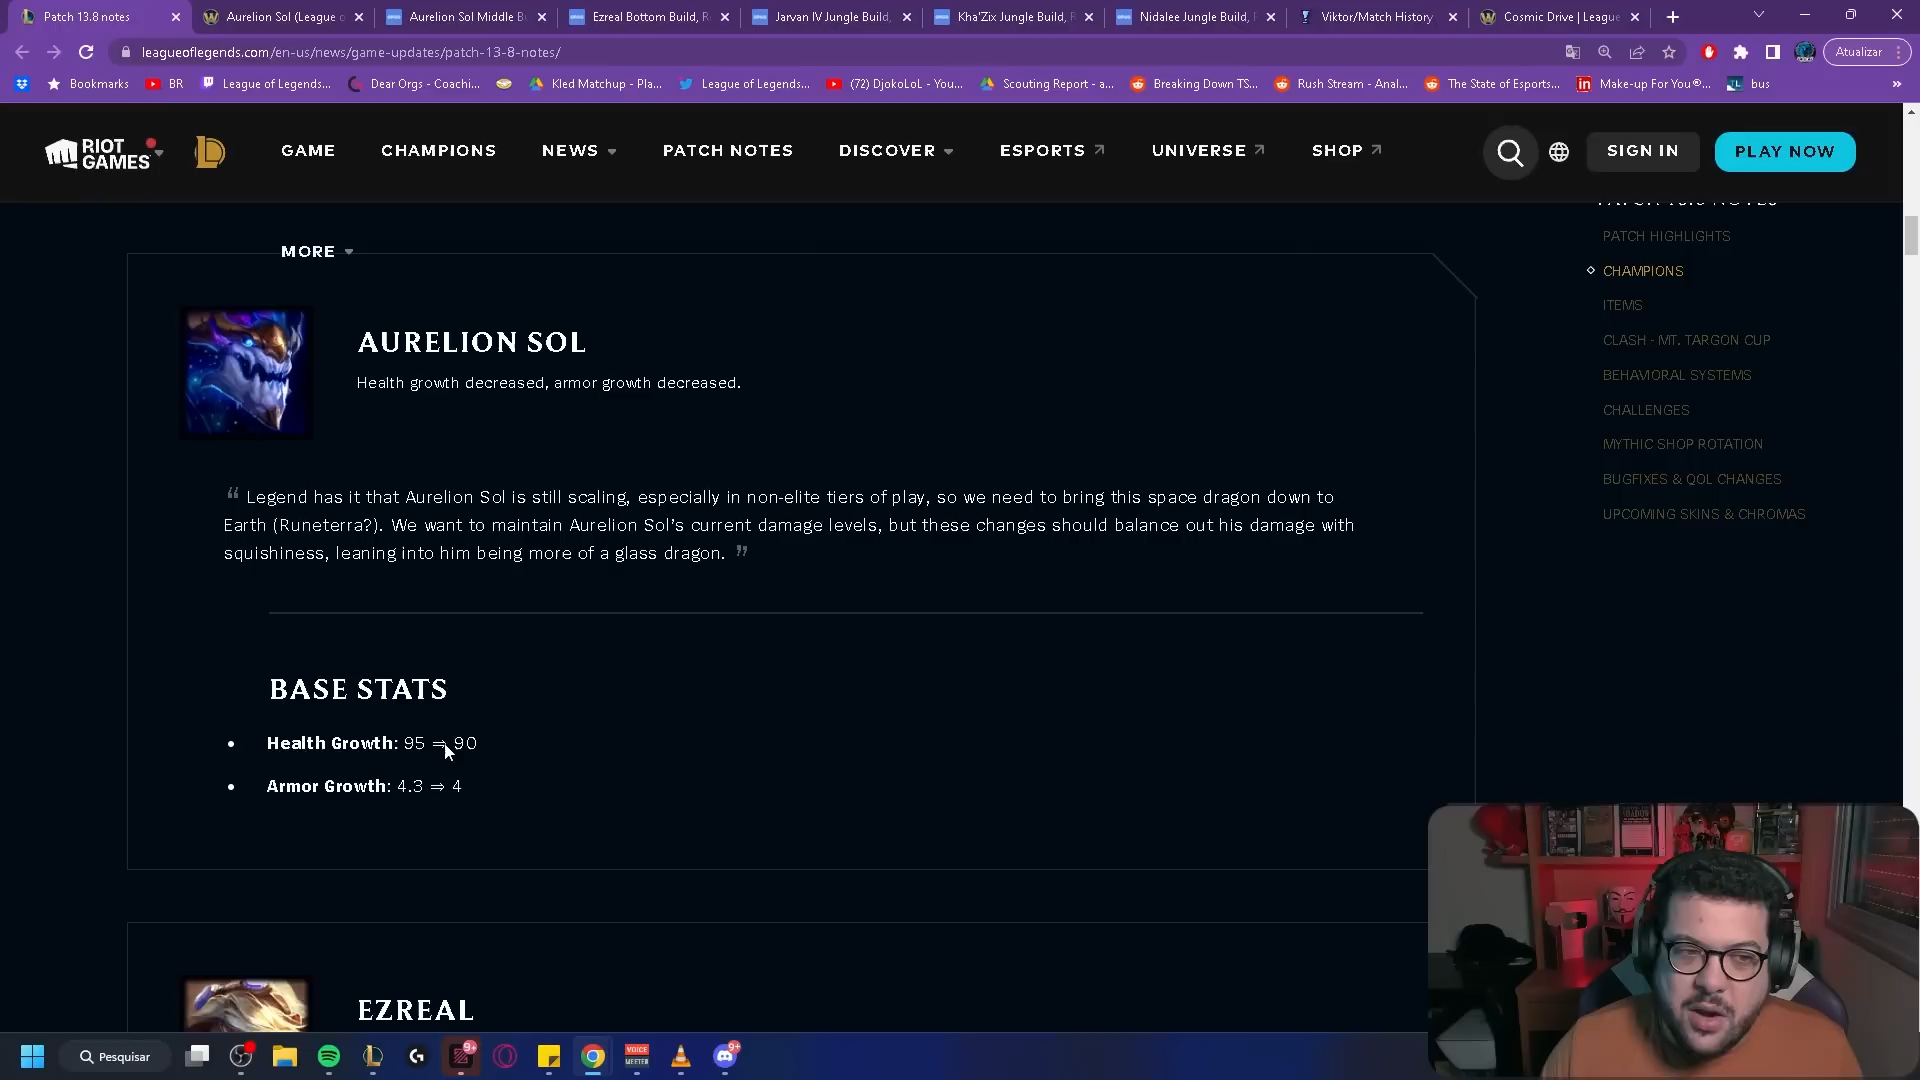 Patch 13.8 notes
Aurelion Sol (League o
Aurelion Sol Middle B
Ezreal Bottom Build, R
Jarvan IV Jungle Build,
Kha'Zix Jungle Build, R
Nidalee Jungle Build, R
Viktor/Match History
Cosmic Drive | League
leagueoflegends.com/en-us/news/game-updates/patch-13-8-notes/
Atualizar
Bookmarks
BR
League of Legends...
Dear Orgs - Coachi...
Kled Matchup - Pla...
League of Legends...
(72) DjokoLoL - You...
Scouting Report - a...
Breaking Down TS...
Rush Stream - Anal...
The State of Esports...
Make-up For You®...
bus
RIOT
GAMES
GAME
CHAMPIONS
NEWS
PATCH NOTES
DISCOVER
ESPORTS
UNIVERSE
SHOP
SIGN IN
PLAY NOW
MORE
AURELION SOL
Health growth decreased, armor growth decreased.
“ Legend has it that Aurelion Sol is still scaling, especially in non-elite tiers of play, so we need to bring this space dragon down to
Earth (Runeterra?). We want to maintain Aurelion Sol's current damage levels, but these changes should balance out his damage with
squishiness, leaning into him being more of a glass dragon. ”
BASE STATS
• Health Growth: 95 ⇒ 90
• Armor Growth: 4.3 ⇒ 4
EZREAL
PATCH 13.8 NOTES
PATCH HIGHLIGHTS
CHAMPIONS
ITEMS
CLASH - MT. TARGON CUP
BEHAVIORAL SYSTEMS
CHALLENGES
MYTHIC SHOP ROTATION
BUGFIXES & QOL CHANGES
UPCOMING SKINS & CHROMAS
Pesquisar
9+
VOICE
MEETER
9+